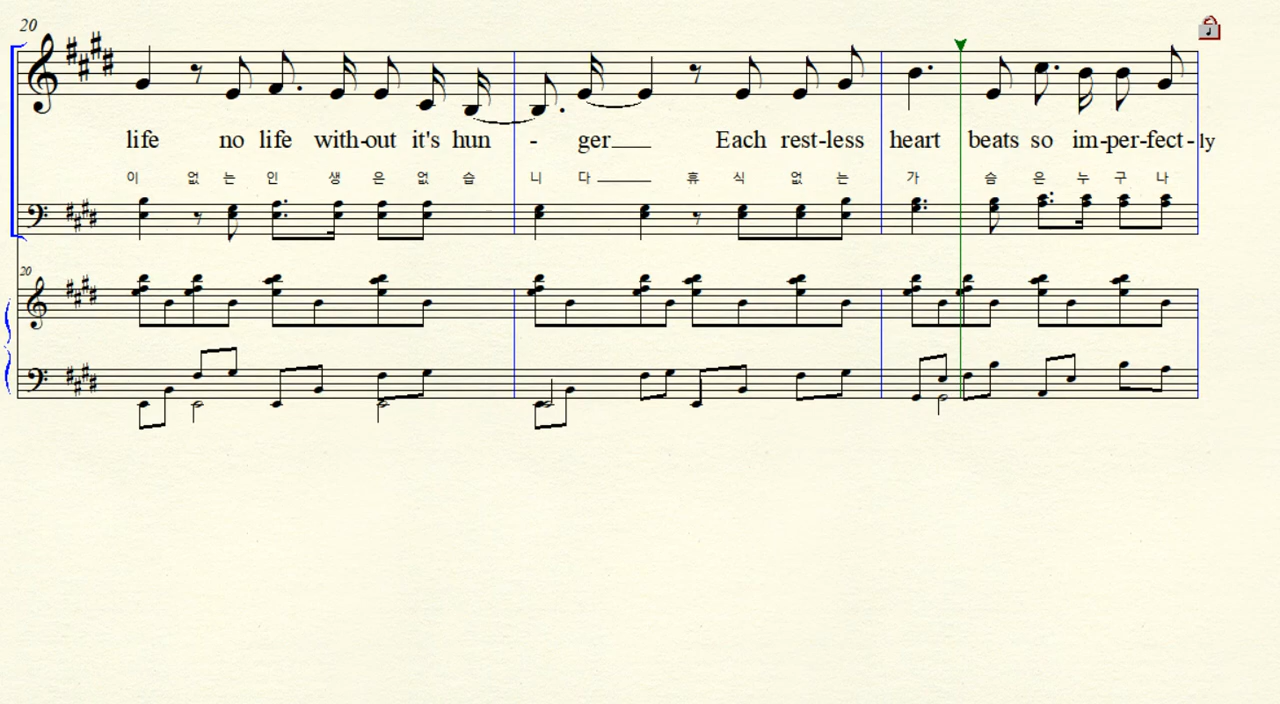 20
life no life with-out it's hun - ger Each rest-less heart beats so im-per-fect-ly
이 없 는 인 생 은 없 습 니 다 휴 식 없 는 가 슴 은 누 구 나
20